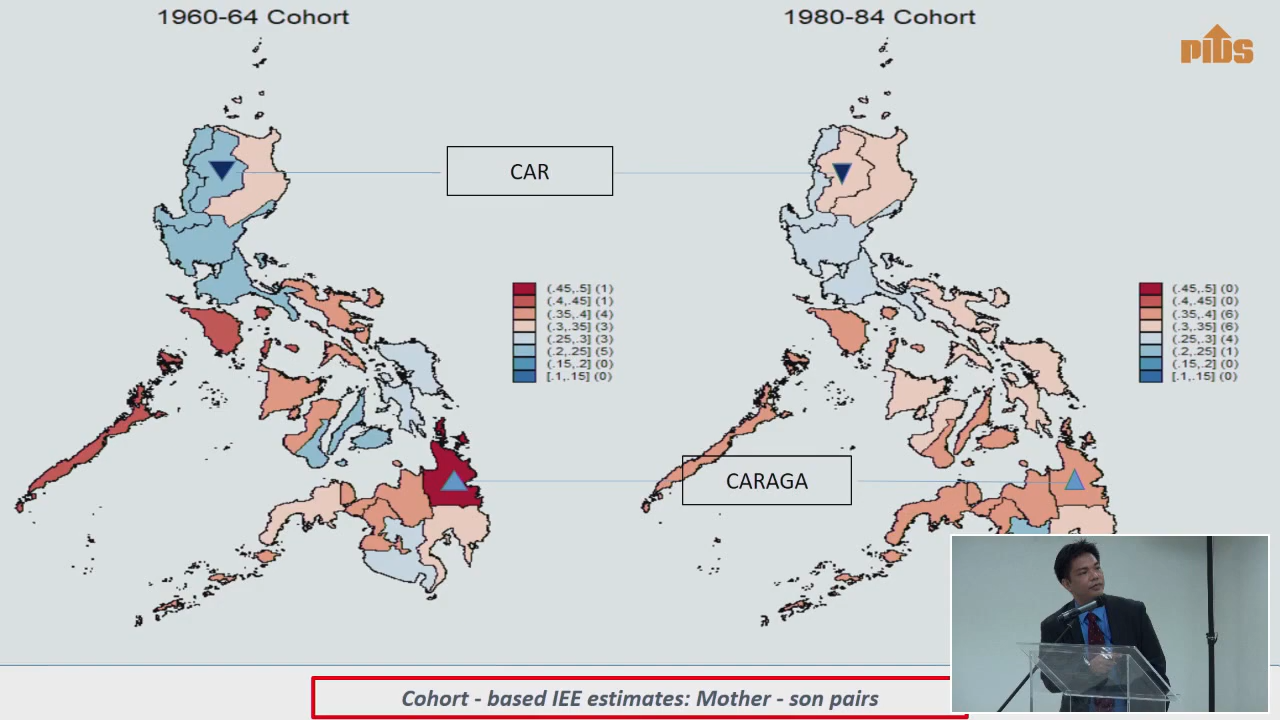 1960-64 Cohort
1980-84 Cohort
PIDS
CAR
(.45,.5] (1)
(.4,.45] (1)
(.35,.4] (4)
(.3,.35] (3)
(.25,.3] (3)
(.2,.25] (5)
(.15,.2] (0)
[.1,.15] (0)
(.45,.5] (0)
(.4,.45] (0)
(.35,.4] (6)
(.3,.35] (6)
(.25,.3] (4)
(.2,.25] (1)
(.15,.2] (0)
[.1,.15] (0)
CARAGA
Cohort - based IEE estimates: Mother - son pairs